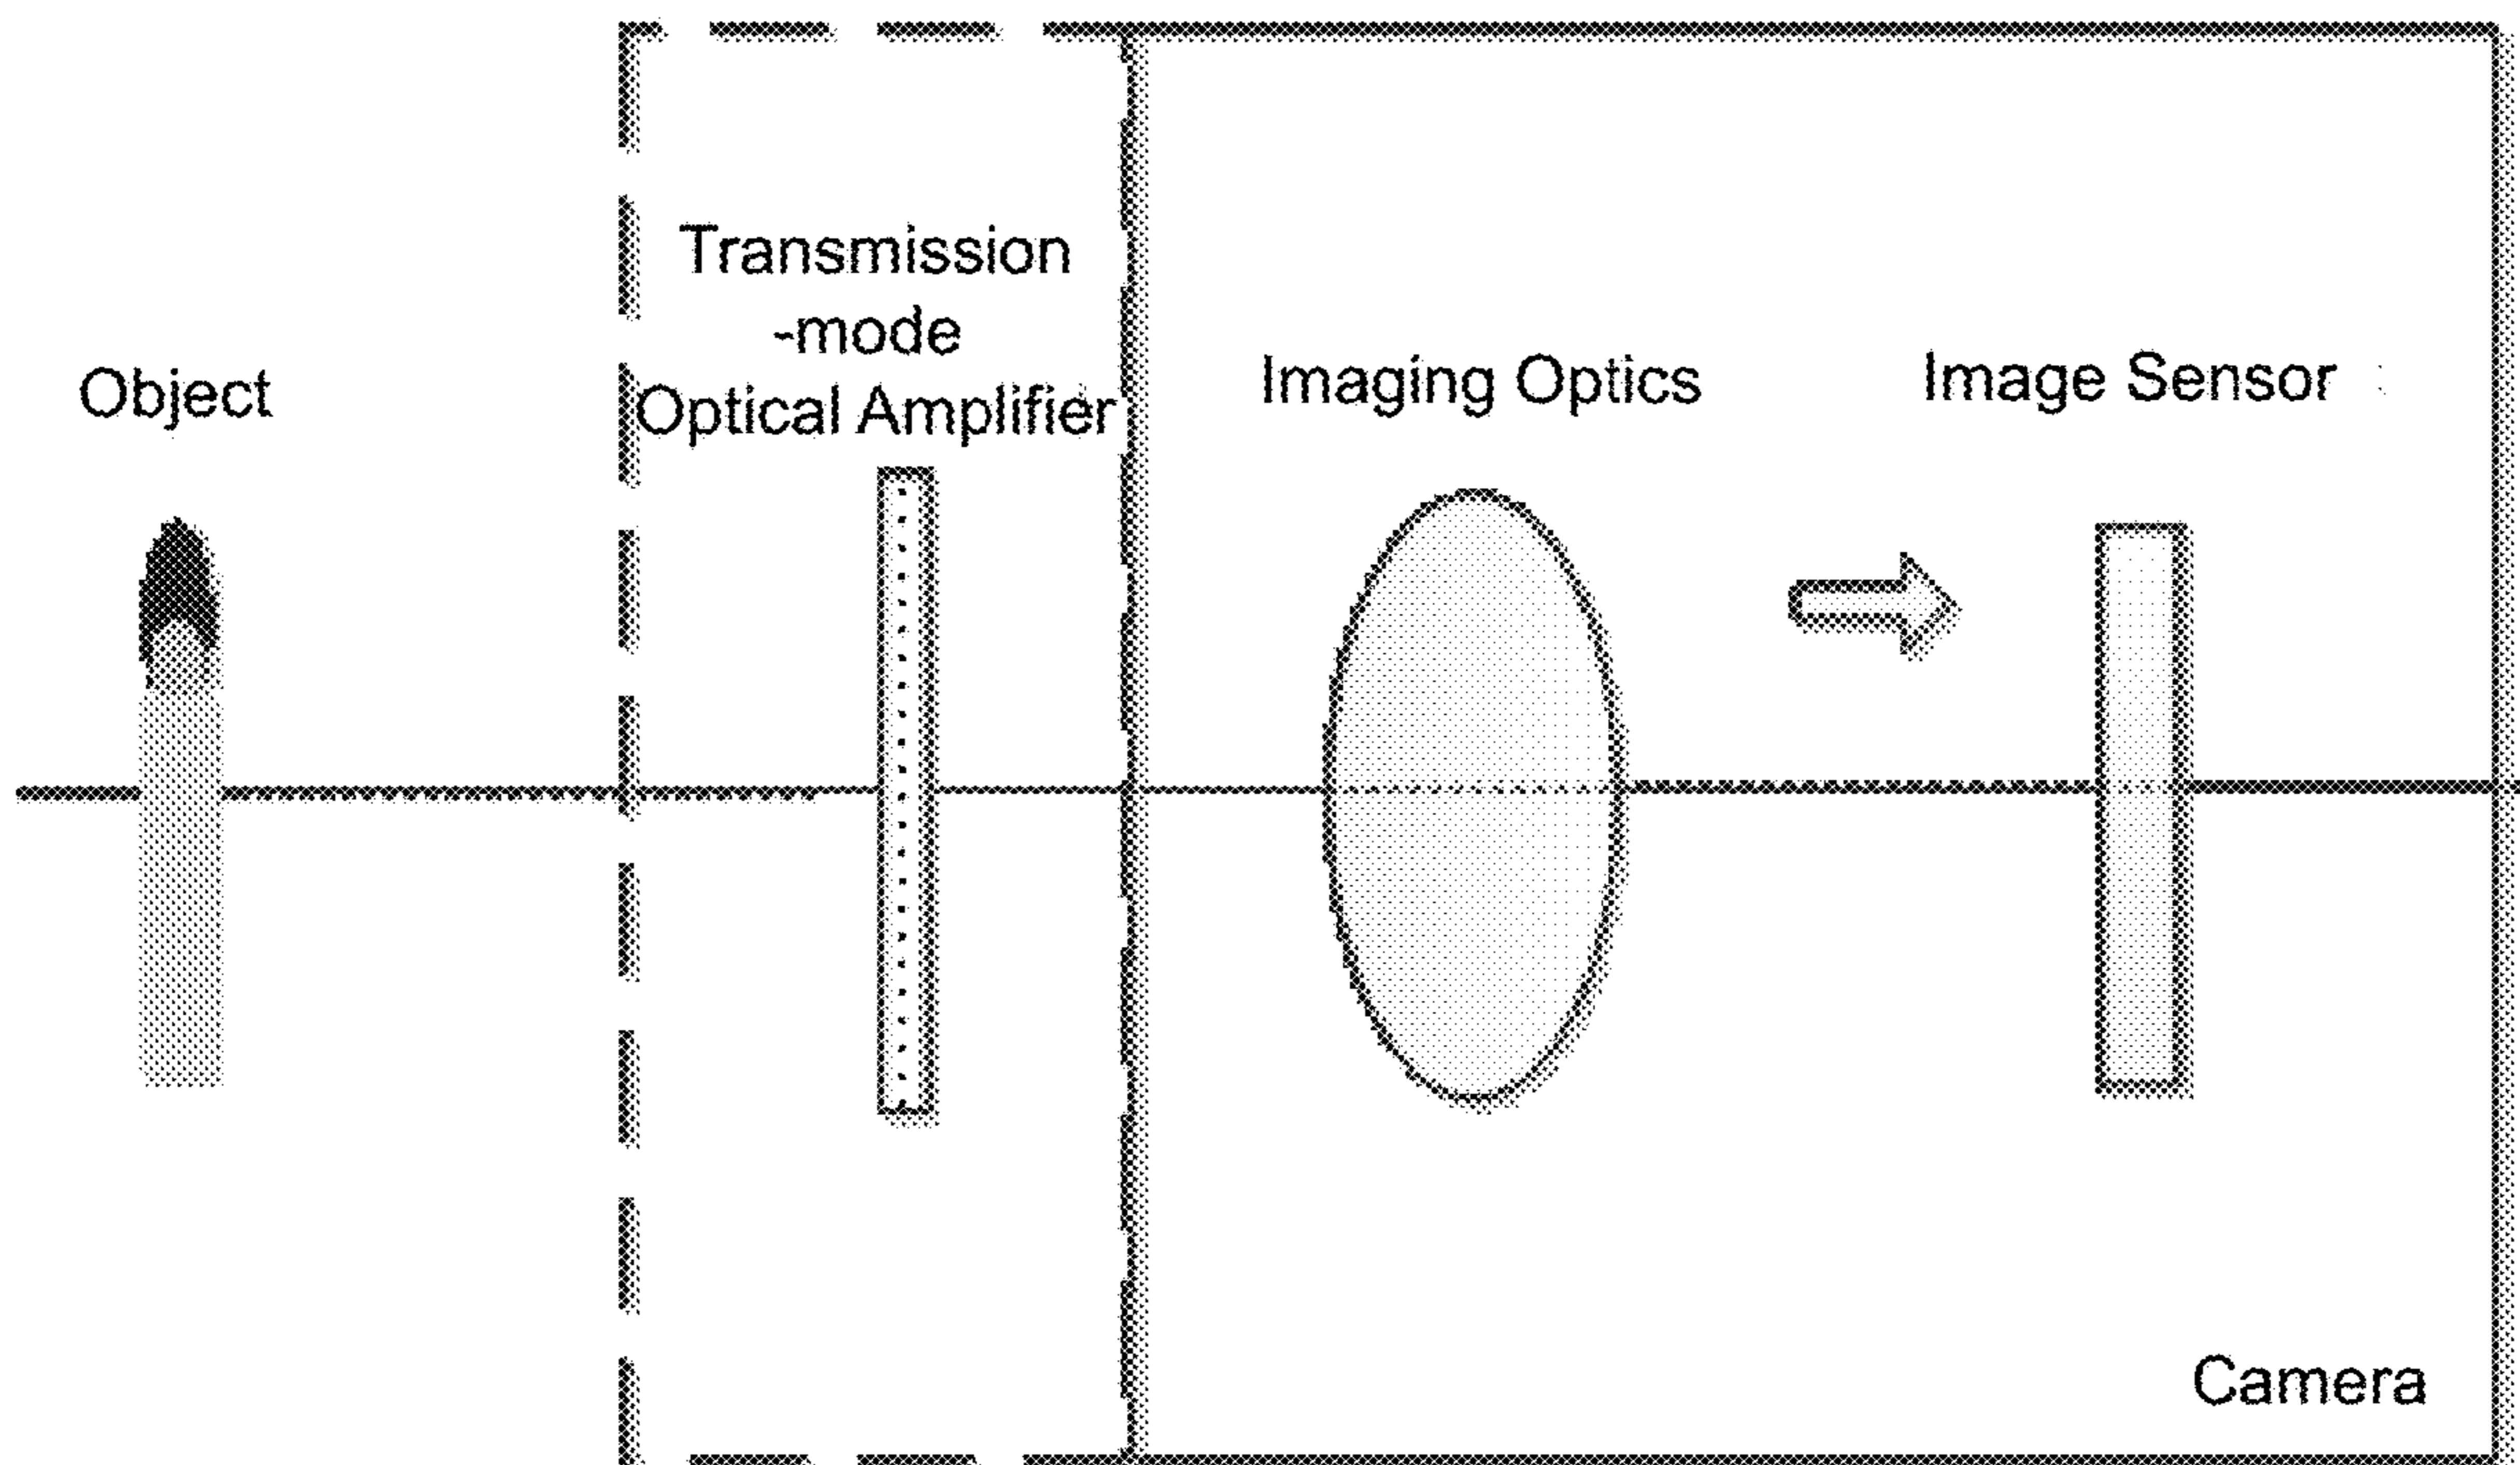 Object
Transmission
-mode
Optical Amplifier
Imaging Optics
Image Sensor
Camera